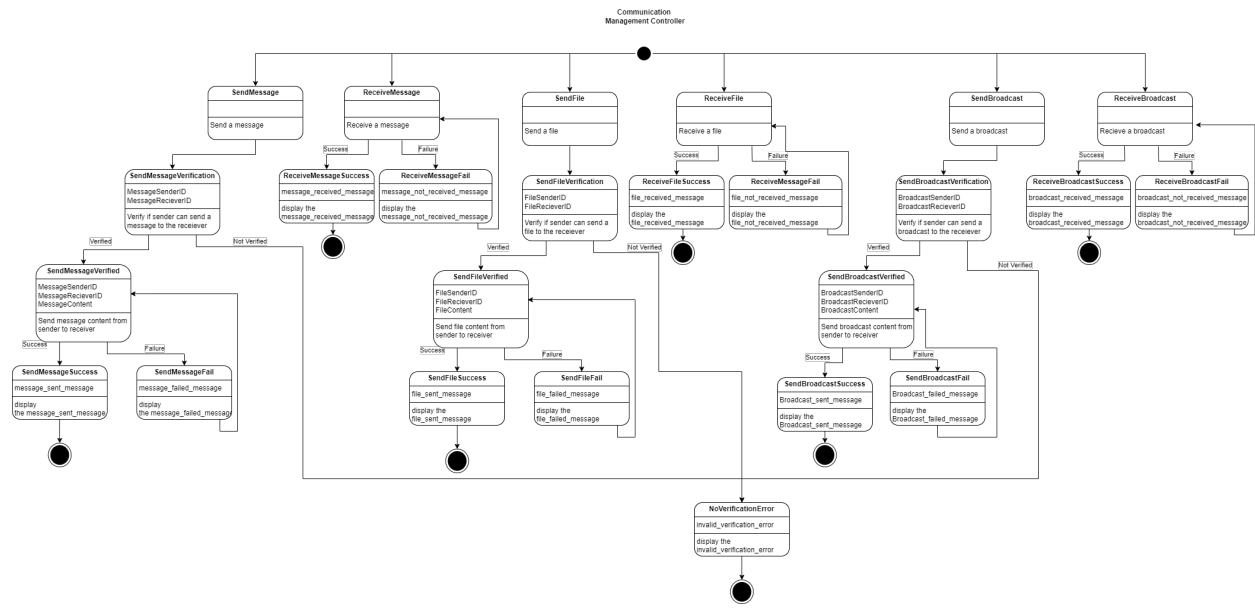 Communication
Management Controller
SendMessage
Send a message
ReceiveMessage
Receive a message
SendFile
Send a file
ReceiveFile
Receive a file
SendBroadcast
Send a broadcast
ReceiveBroadcast
Recieve a broadcast
Success
Failure
Success
Failure
Success
Failure
SendMessageVerification
MessageSenderID
MessageRecieverID
Verify if sender can send a
message to the receiever
ReceiveMessageSuccess
message_received_message
display the
message_received_message
ReceiveMessageFail
message_not_received_message
display the
message_not_received_message
SendFileVerification
FileSenderID
FileRecieverID
Verify if sender can send a
file to the receiever
ReceiveFileSuccess
file_received_message
display the
file_received_message
ReceiveMessageFail
file_not_received_message
display the
file_not_received_message
SendBroadcastVerification
BroadcastSenderID
BroadcastRecieverID
Verify if sender can send a
broadcast to the receiever
ReceiveBroadcastSuccess
broadcast_received_message
display the
broadcast_received_message
ReceiveBroadcastFail
broadcast_not_received_message
display the
broadcast_not_received_message
Verified
Not Verified
Verified
Not Verified
Verified
Not Verified
SendMessageVerified
MessageSenderID
MessageRecieverID
MessageContent
Send message content from
sender to receiver
SendFileVerified
FileSenderID
FileRecieverID
FileContent
Send file content from
sender to receiver
SendBroadcastVerified
BroadcastSenderID
BroadcastRecieverID
BroadcastContent
Send broadcast content from
sender to receiver
Success
Failure
Success
Failure
Success
Failure
SendMessageSuccess
message_sent_message
display
the message_sent_message
SendMessageFail
message_failed_message
display
the message_failed_message
SendFileSuccess
file_sent_message
display the
file_sent_message
SendFileFail
file_failed_message
display the
file_failed_message
SendBroadcastSuccess
Broadcast_sent_message
display the
Broadcast_sent_message
SendBroadcastFail
Broadcast_failed_message
display the
Broadcast_failed_message
NoVerificationError
invalid_verification_error
display the
invalid_verification_error